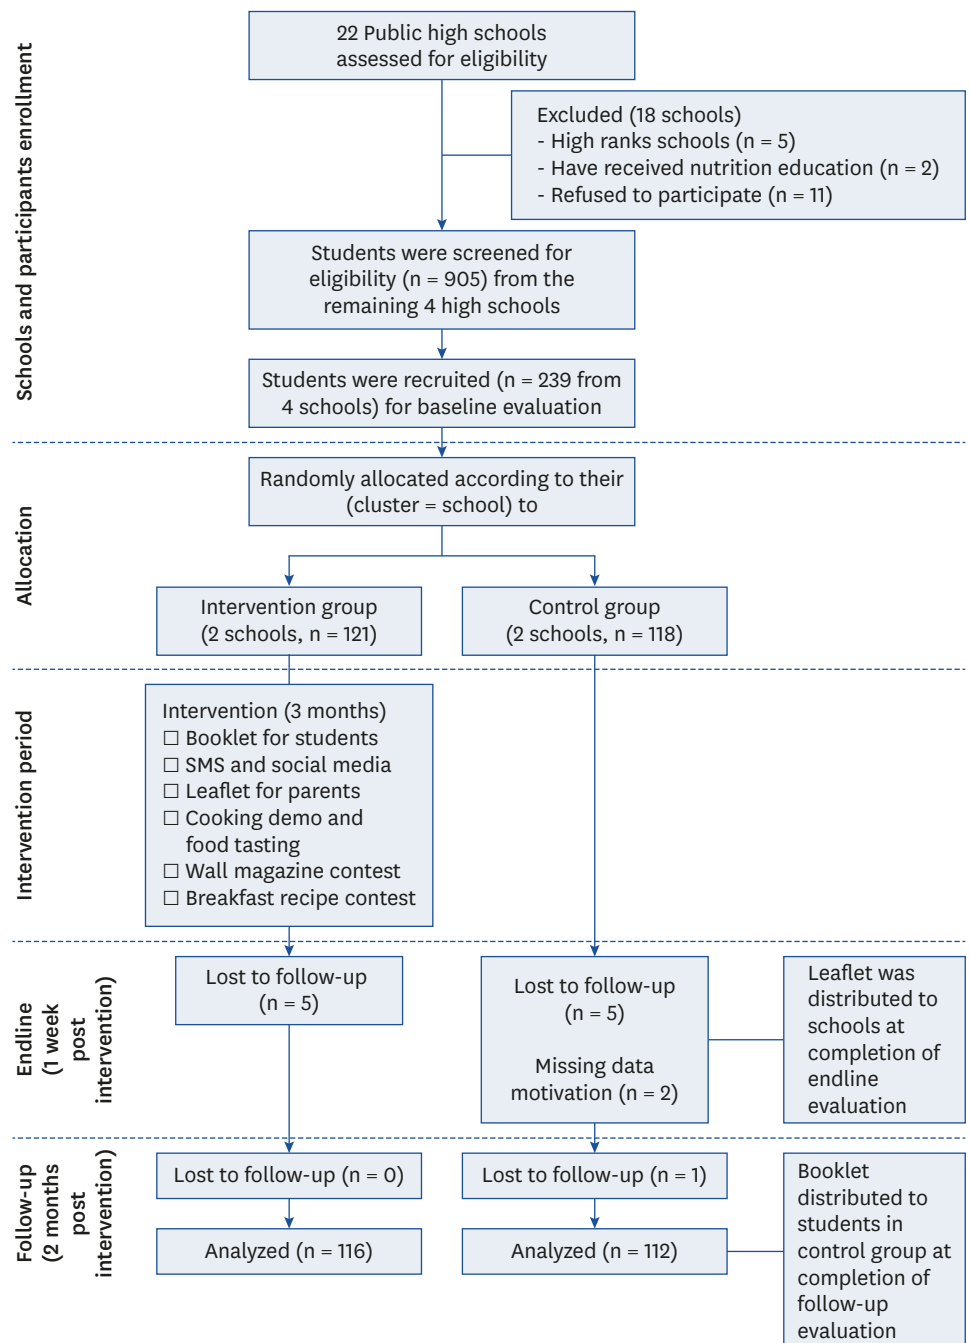 Schools and participants enrollment
22 Public high schools
assessed for eligibility
Excluded (18 schools)
- High ranks schools (n = 5)
- Have received nutrition education (n = 2)
- Refused to participate (n = 11)
Students were screened for
eligibility (n = 905) from the
remaining 4 high schools
Students were recruited (n = 239 from
4 schools) for baseline evaluation
Allocation
Randomly allocated according to their
(cluster = school) to
Intervention group
(2 schools, n = 121)
Control group
(2 schools, n = 118)
Intervention period
Intervention (3 months)
☐ Booklet for students
☐ SMS and social media
☐ Leaflet for parents
☐ Cooking demo and
food tasting
☐ Wall magazine contest
☐ Breakfast recipe contest
Endline
(1 week
post
intervention)
Lost to follow-up
(n = 5)
Lost to follow-up
(n = 5)
Missing data
motivation (n = 2)
Leaflet was
distributed to
schools at
completion of
endline
evaluation
Follow-up
(2 months
post
intervention)
Lost to follow-up (n = 0)
Lost to follow-up (n = 1)
Analyzed (n = 116)
Analyzed (n = 112)
Booklet
distributed to
students in
control group at
completion of
follow-up
evaluation